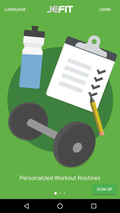 LANGUAGE
JEFIT
LOGIN
Personalized Workout Routines
SIGN UP